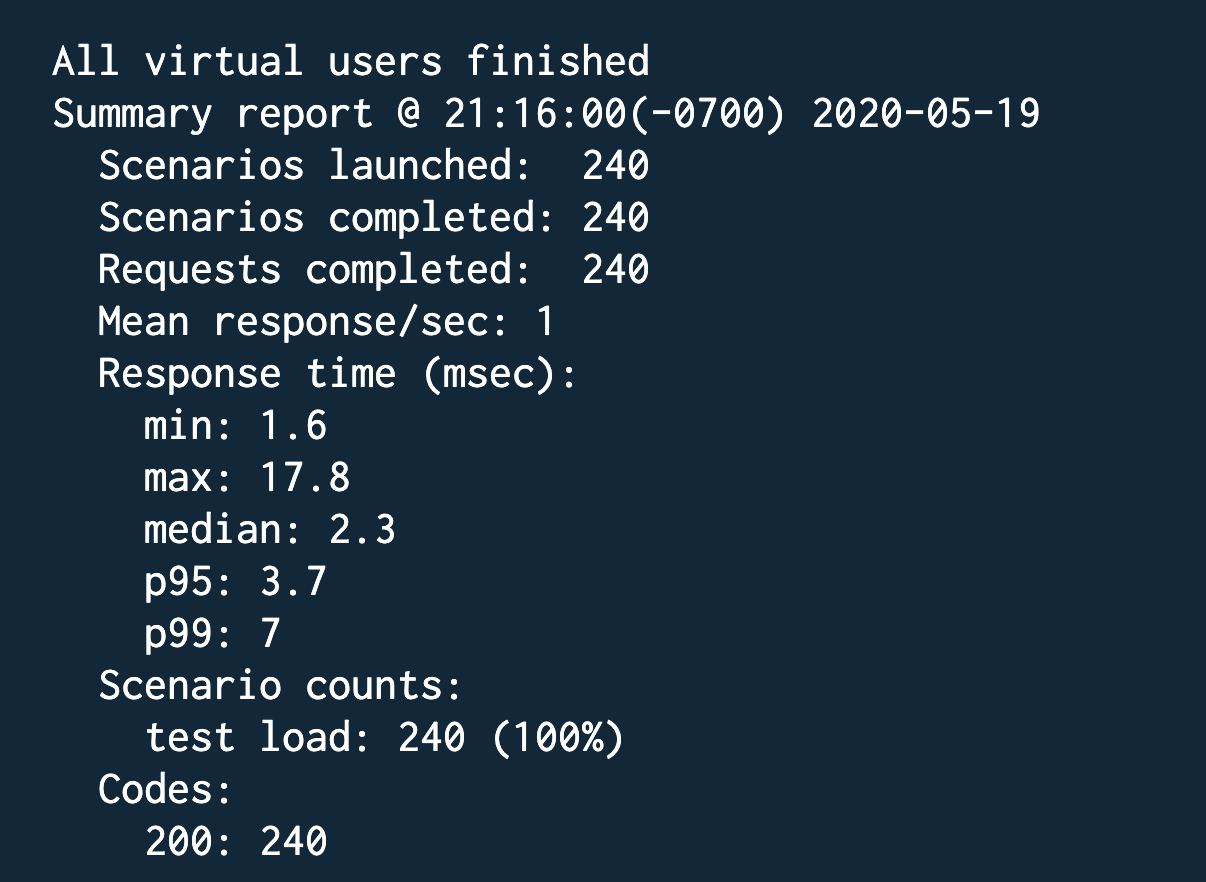 All virtual users finished
Summary report @ 21:16:00(-0700) 2020-05-19
  Scenarios launched:  240
  Scenarios completed: 240
  Requests completed:  240
  Mean response/sec: 1
  Response time (msec):
    min: 1.6
    max: 17.8
    median: 2.3
    p95: 3.7
    p99: 7
  Scenario counts:
    test load: 240 (100%)
  Codes:
    200: 240